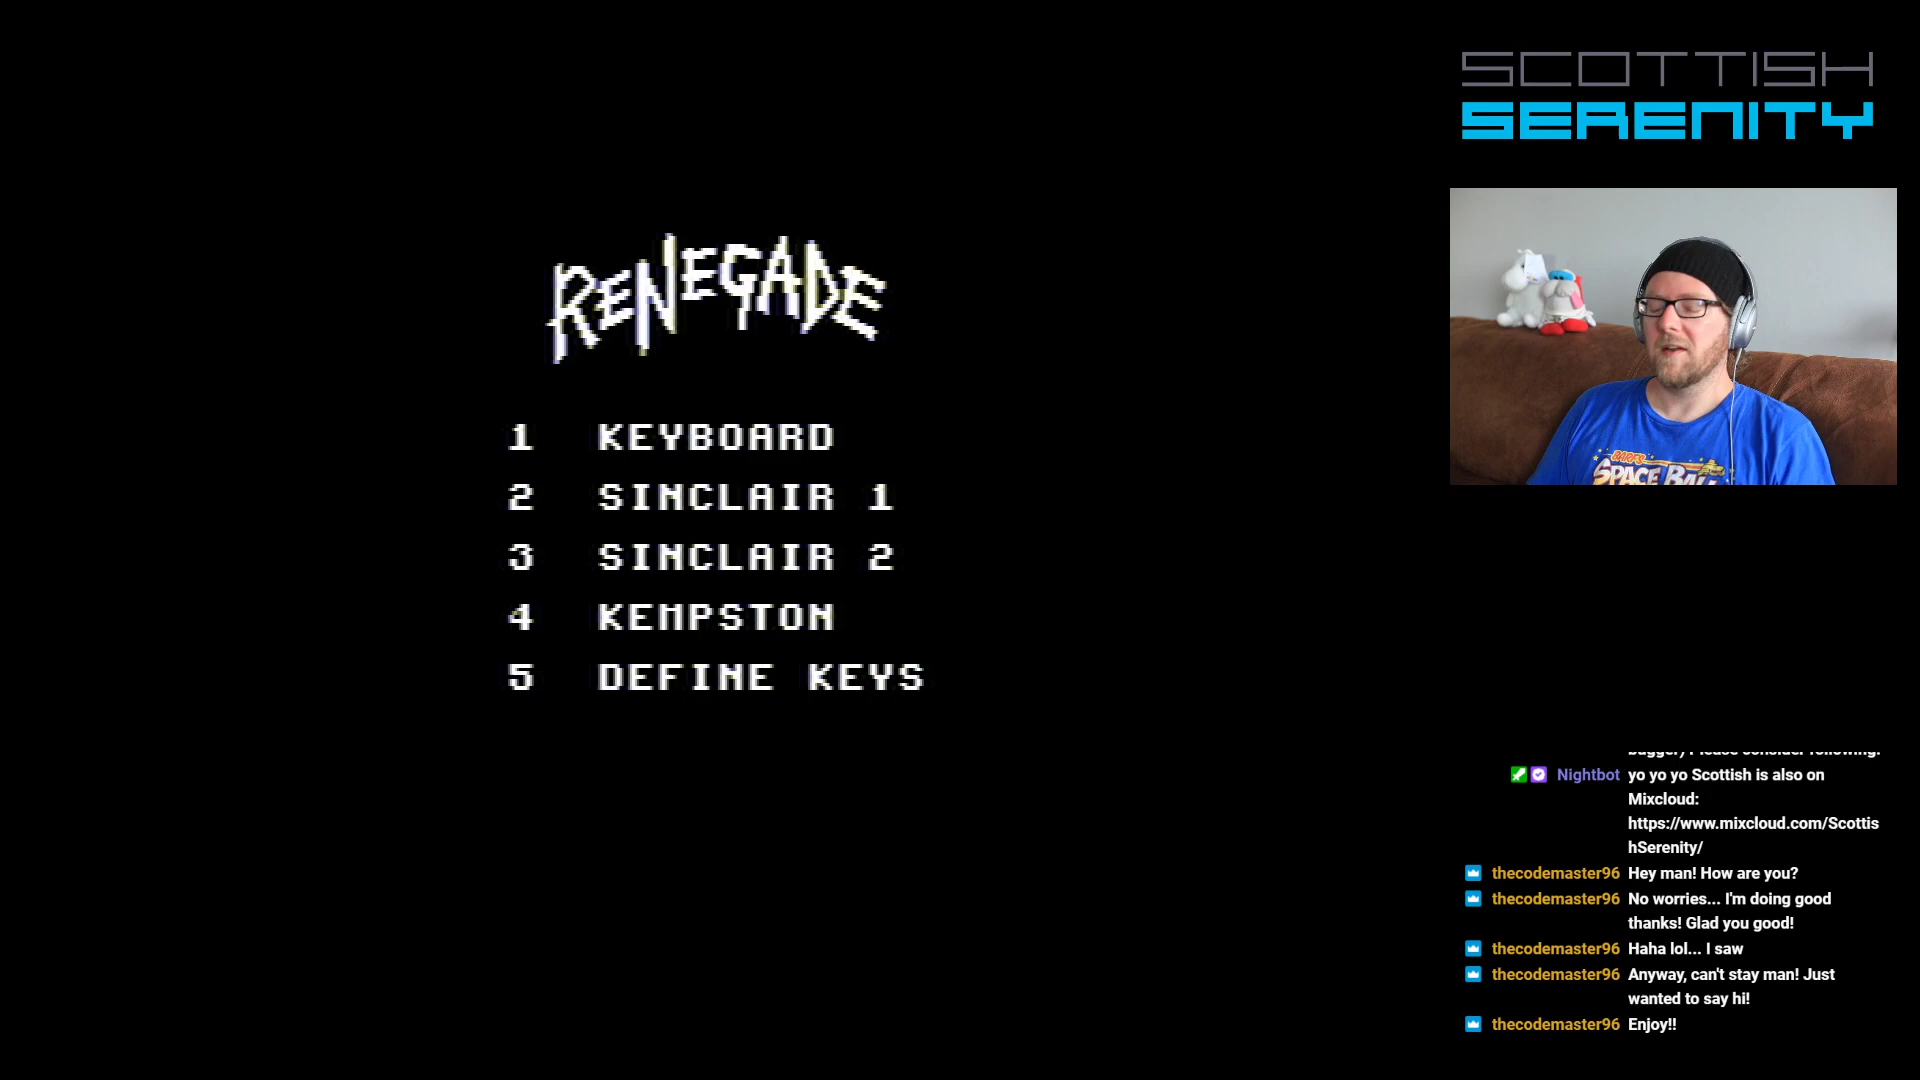 SCOTTISH
SERENITY
RENEGADE
1 KEYBOARD
2 SINCLAIR 1
3 SINCLAIR 2
4 KEMPSTON
5 DEFINE KEYS
BARFS
SPACE BALL
Nightbot yo yo yo Scottish is also on
Mixcloud:
https://www.mixcloud.com/Scottis
hSerenity/
thecodemaster96 Hey man! How are you?
thecodemaster96 No worries... I'm doing good
thanks! Glad you good!
thecodemaster96 Haha lol... I saw
thecodemaster96 Anyway, can't stay man! Just
wanted to say hi!
thecodemaster96 Enjoy!!